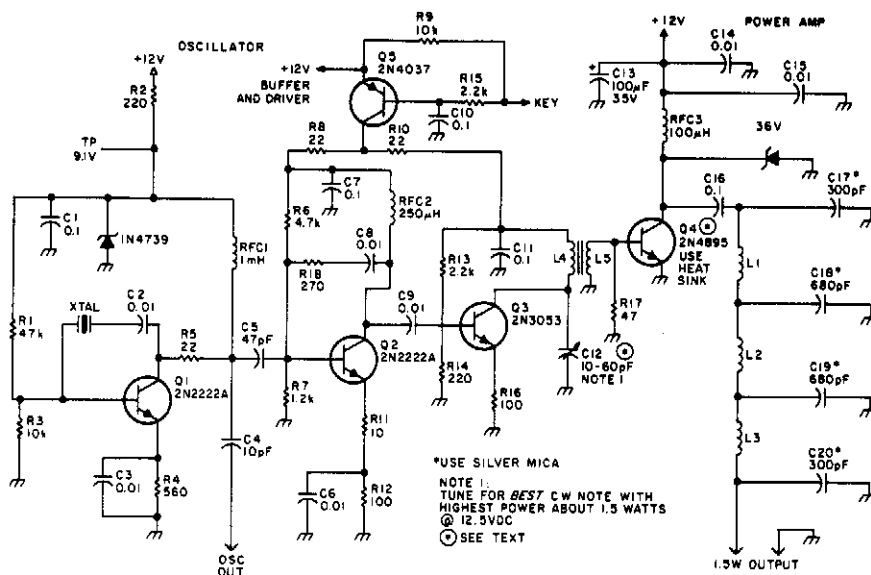 OSCILLATOR
+12V
R2
220
TP
9.1V
C1
0.1
1N4739
RFC1
1mH
R1
47k
XTAL
C2
0.01
R5
22
C5
47pF
Q1
2N2222A
R3
10k
C3
0.01
R4
560
C4
10pF
OSC
OUT
R9
10k
Q5
2N4037
+12V
BUFFER
AND DRIVER
R15
2.2k
KEY
C10
0.1
R8
22
R10
22
C7
0.1
RFC2
250µH
R6
4.7k
C8
0.01
R18
270
C9
0.01
Q2
2N2222A
R7
1.2k
R11
10
C6
0.01
R12
100
R13
2.2k
C11
0.1
Q3
2N3053
R14
220
R16
100
L4
L5
C12
10-60pF
NOTE 1
R17
47
POWER AMP
+12V
C14
0.01
C13
100µF
35V
+
C15
0.01
RFC3
100µH
36V
C16
0.1
C17*
300pF
Q4
2N4895
USE
HEAT
SINK
L1
C18*
680pF
L2
C19*
680pF
L3
C20*
300pF
*USE SILVER MICA
NOTE 1:
TUNE FOR BEST CW NOTE WITH
HIGHEST POWER ABOUT 1.5 WATTS
@ 12.5VDC
* SEE TEXT
1.5W OUTPUT